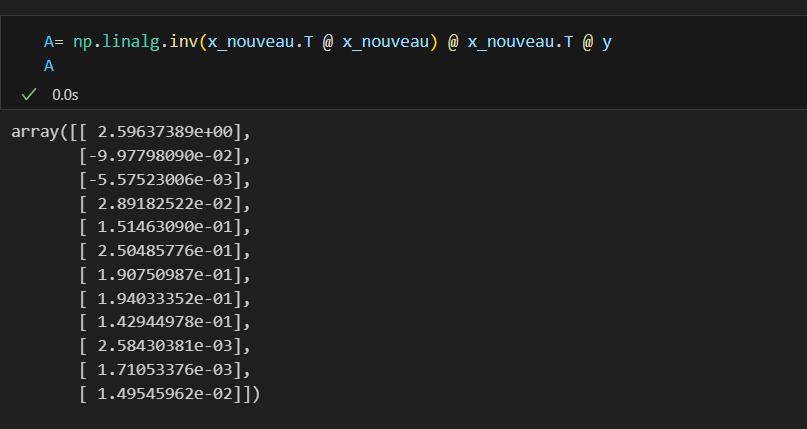 A= np.linalg.inv(x_nouveau.T @ x_nouveau) @ x_nouveau.T @ y
A
0.0s
array([[ 2.59637389e+00],
[-9.97798090e-02],
[-5.57523006e-03],
[ 2.89182522e-02],
[ 1.51463090e-01],
[ 2.50485776e-01],
[ 1.90750987e-01],
[ 1.94033352e-01],
[ 1.42944978e-01],
[ 2.58430381e-03],
[ 1.71053376e-03],
[ 1.49545962e-02]])